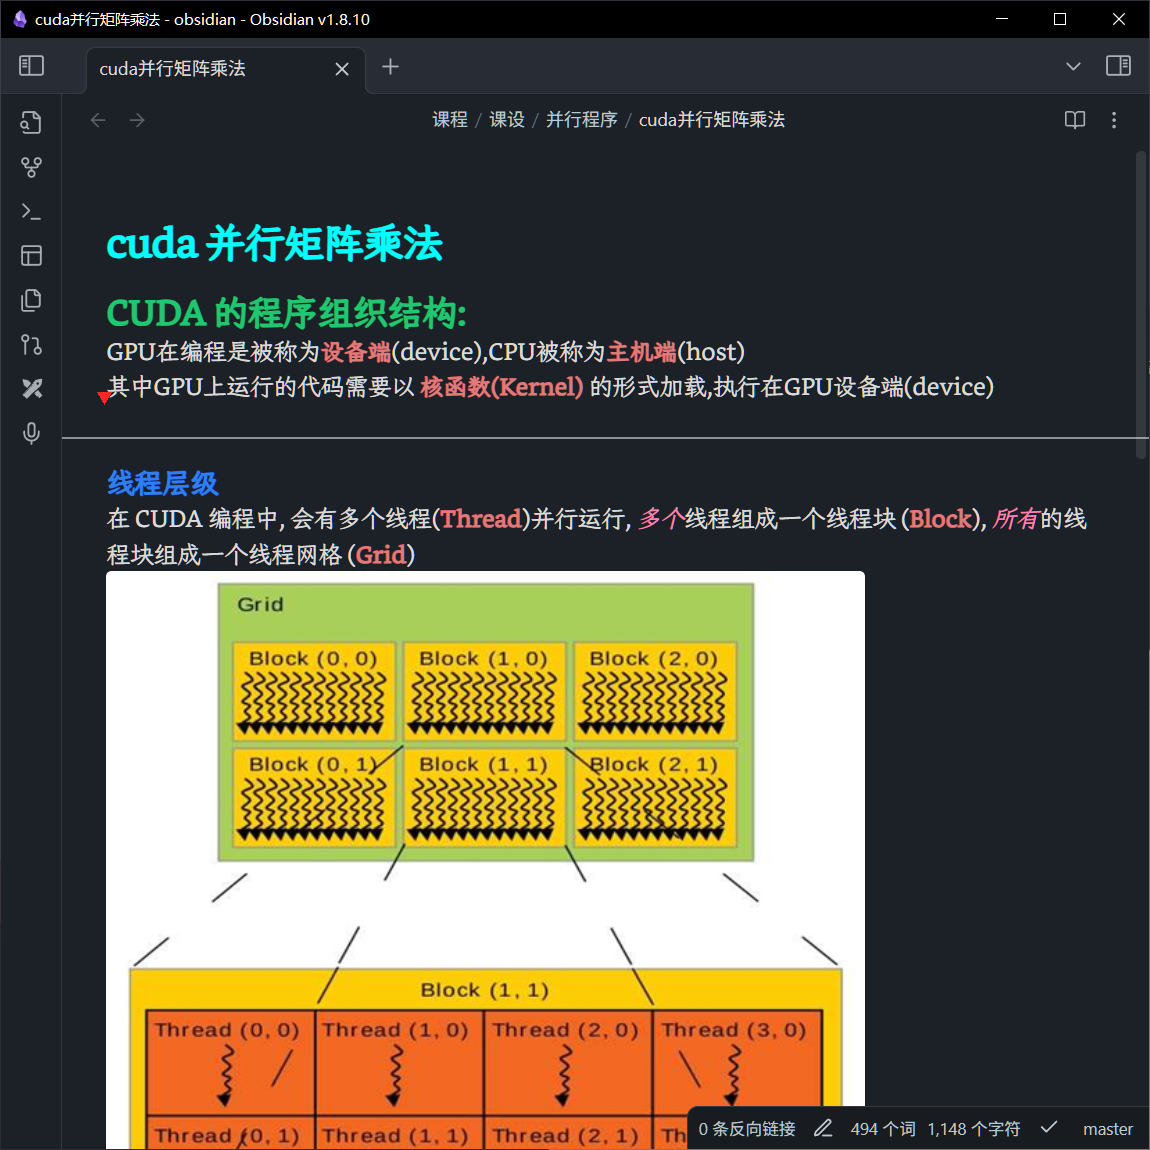 cuda并行矩阵乘法 - obsidian - Obsidian v1.8.10
cuda并行矩阵乘法
课程 / 课设 / 并行程序 / cuda并行矩阵乘法
cuda 并行矩阵乘法
CUDA 的程序组织结构:
GPU在编程是被称为设备端(device),CPU被称为主机端(host)
其中GPU上运行的代码需要以 核函数(Kernel) 的形式加载,执行在GPU设备端(device)
线程层级
在 CUDA 编程中, 会有多个线程(Thread)并行运行, 多个线程组成一个线程块 (Block), 所有的线
程块组成一个线程网格 (Grid)
Grid
Block (0, 0) Block (1, 0) Block (2, 0)
Block (0, 1) Block (1, 1) Block (2, 1)
Block (1, 1)
Thread (0, 0) Thread (1, 0) Thread (2, 0) Thread (3, 0)
Thread (0, 1) Thread (1, 1) Thread (2, 1) Th
0 条反向链接 494 个词 1,148 个字符 master